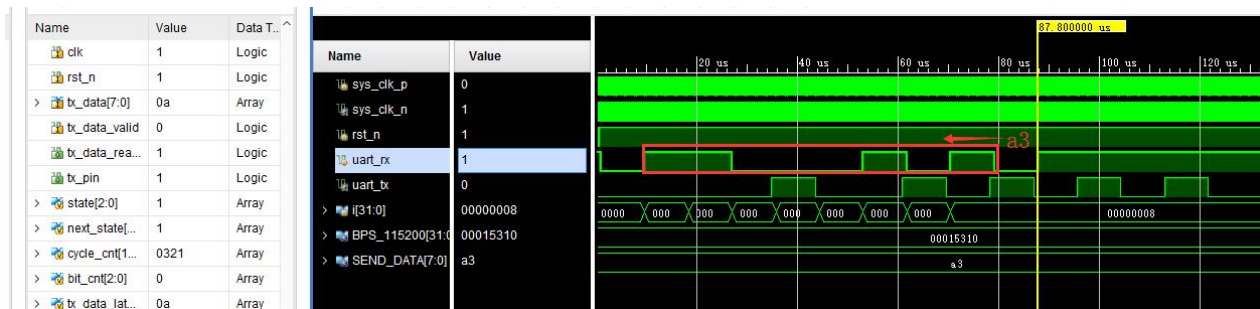 Name Value Data T..
clk 1 Logic
rst_n 1 Logic
tx_data[7:0] 0a Array
tx_data_valid 0 Logic
tx_data_rea... 1 Logic
tx_pin 1 Logic
state[2:0] 1 Array
next_state[... 1 Array
cycle_cnt[1... 0321 Array
bit_cnt[2:0] 0 Array
tx_data_lat... 0a Array
Name Value
sys_clk_p 0
sys_clk_n 1
rst_n 1
uart_rx 1
uart_tx 0
i[31:0] 00000008
BPS_115200[31:0 00015310
SEND_DATA[7:0] a3
87.800000 us
20 us 40 us 60 us 80 us 100 us 120 us
a3
0000 000 000 000 000 000 000 000 00000008
00015310
a3